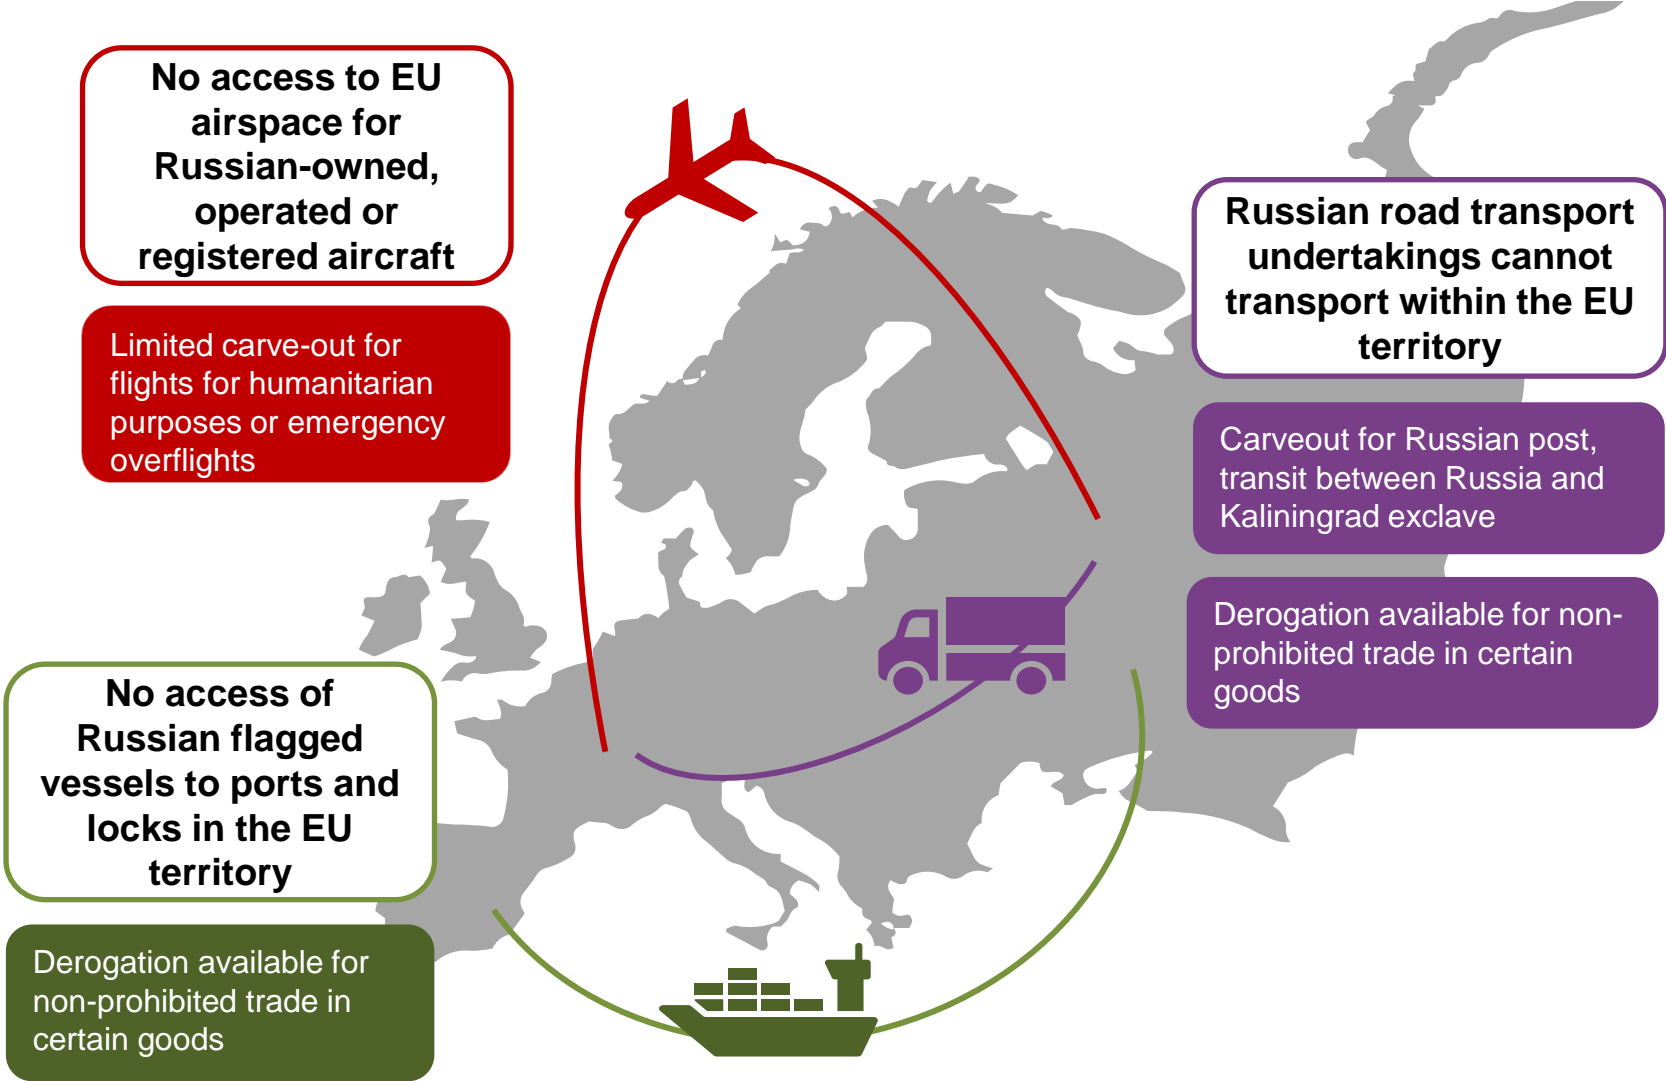 No access to EU
airspace for
Russian-owned,
operated or
registered aircraft
Limited carve-out for
flights for humanitarian
purposes or emergency
overflights
Russian road transport
undertakings cannot
transport within the EU
territory
Carveout for Russian post,
transit between Russia and
Kaliningrad exclave
Derogation available for non-
prohibited trade in certain
goods
No access of
Russian flagged
vessels to ports and
locks in the EU
territory
Derogation available for
non-prohibited trade in
certain goods